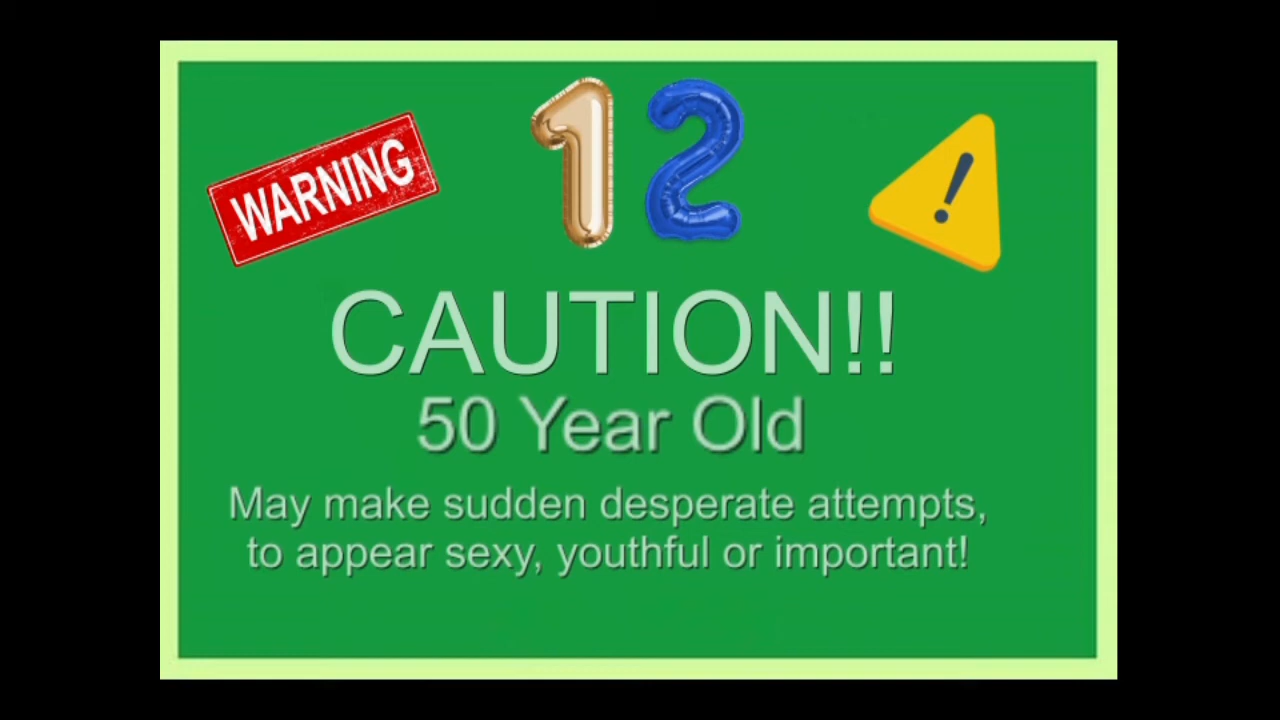 WARNING
12
CAUTION!!
50 Year Old
May make sudden desperate attempts,
to appear sexy, youthful or important!